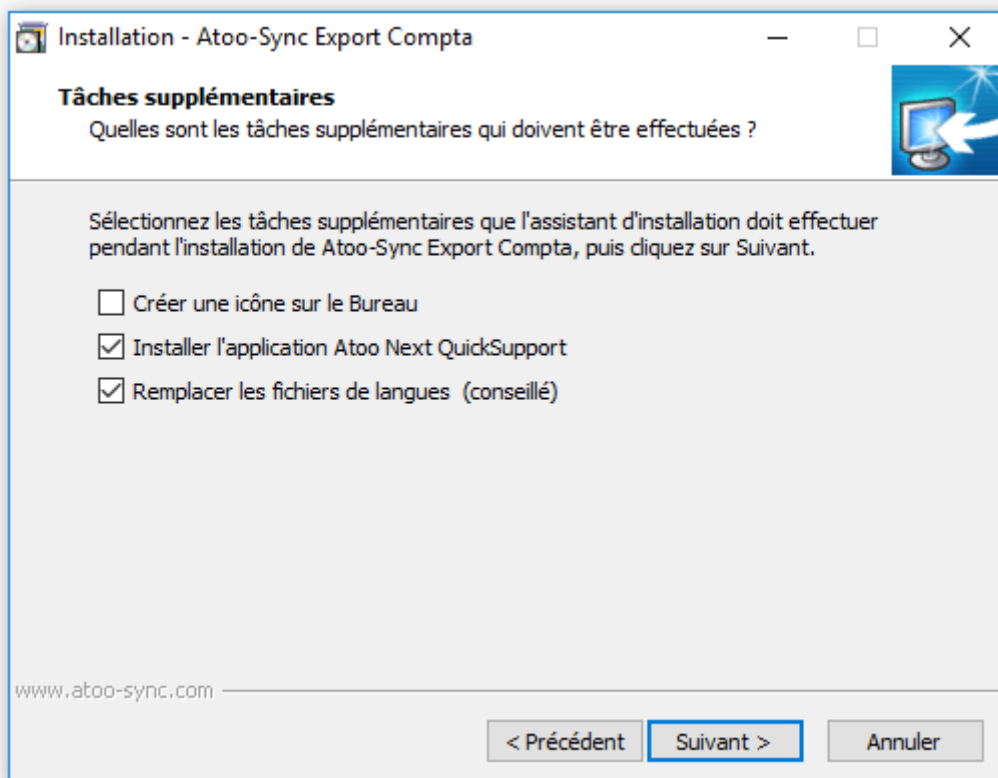 Installation - Atoo-Sync Export Compta
Tâches supplémentaires
Quelles sont les tâches supplémentaires qui doivent être effectuées ?
Sélectionnez les tâches supplémentaires que l'assistant d'installation doit effectuer
pendant l'installation de Atoo-Sync Export Compta, puis cliquez sur Suivant.
Créer une icône sur le Bureau
Installer l'application Atoo Next QuickSupport
Remplacer les fichiers de langues  (conseillé)
www.atoo-sync.com
< Précédent
Suivant >
Annuler